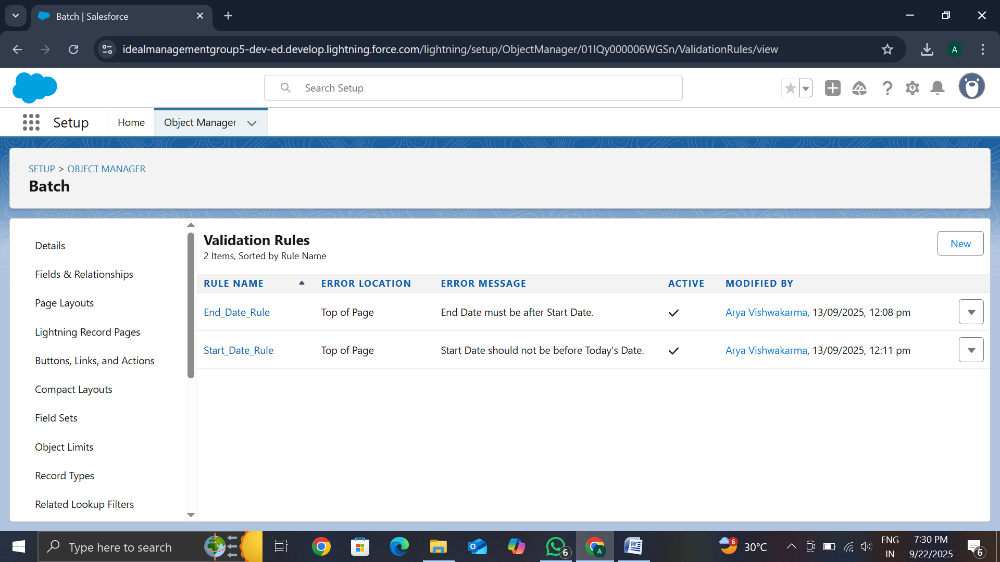 Batch | Salesforce
idealmanagementgroup5-dev-ed.develop.lightning.force.com/lightning/setup/ObjectManager/01IQy000006WGSn/ValidationRules/view
A
Search Setup
Setup
Home
Object Manager
SETUP > OBJECT MANAGER
Batch
Details
Fields & Relationships
Page Layouts
Lightning Record Pages
Buttons, Links, and Actions
Compact Layouts
Field Sets
Object Limits
Record Types
Related Lookup Filters
Validation Rules
2 Items, Sorted by Rule Name
New
RULE NAME ERROR LOCATION ERROR MESSAGE ACTIVE MODIFIED BY
End_Date_Rule Top of Page End Date must be after Start Date. Arya Vishwakarma, 13/09/2025, 12:08 pm
Start_Date_Rule Top of Page Start Date should not be before Today's Date. Arya Vishwakarma, 13/09/2025, 12:11 pm
Type here to search
6
A
6
30°C
ENG
IN
7:30 PM
9/22/2025
6